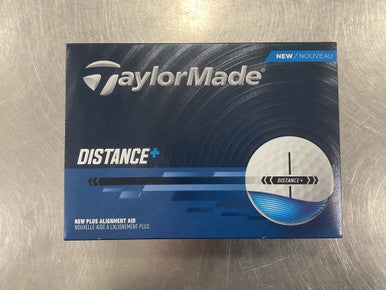 NEW/NOUVEAU
TaylorMade
DISTANCE+
DISTANCE+
NEW PLUS ALIGNMENT AID
NOUVELLE AIDE À L'ALIGNEMENT PLUS